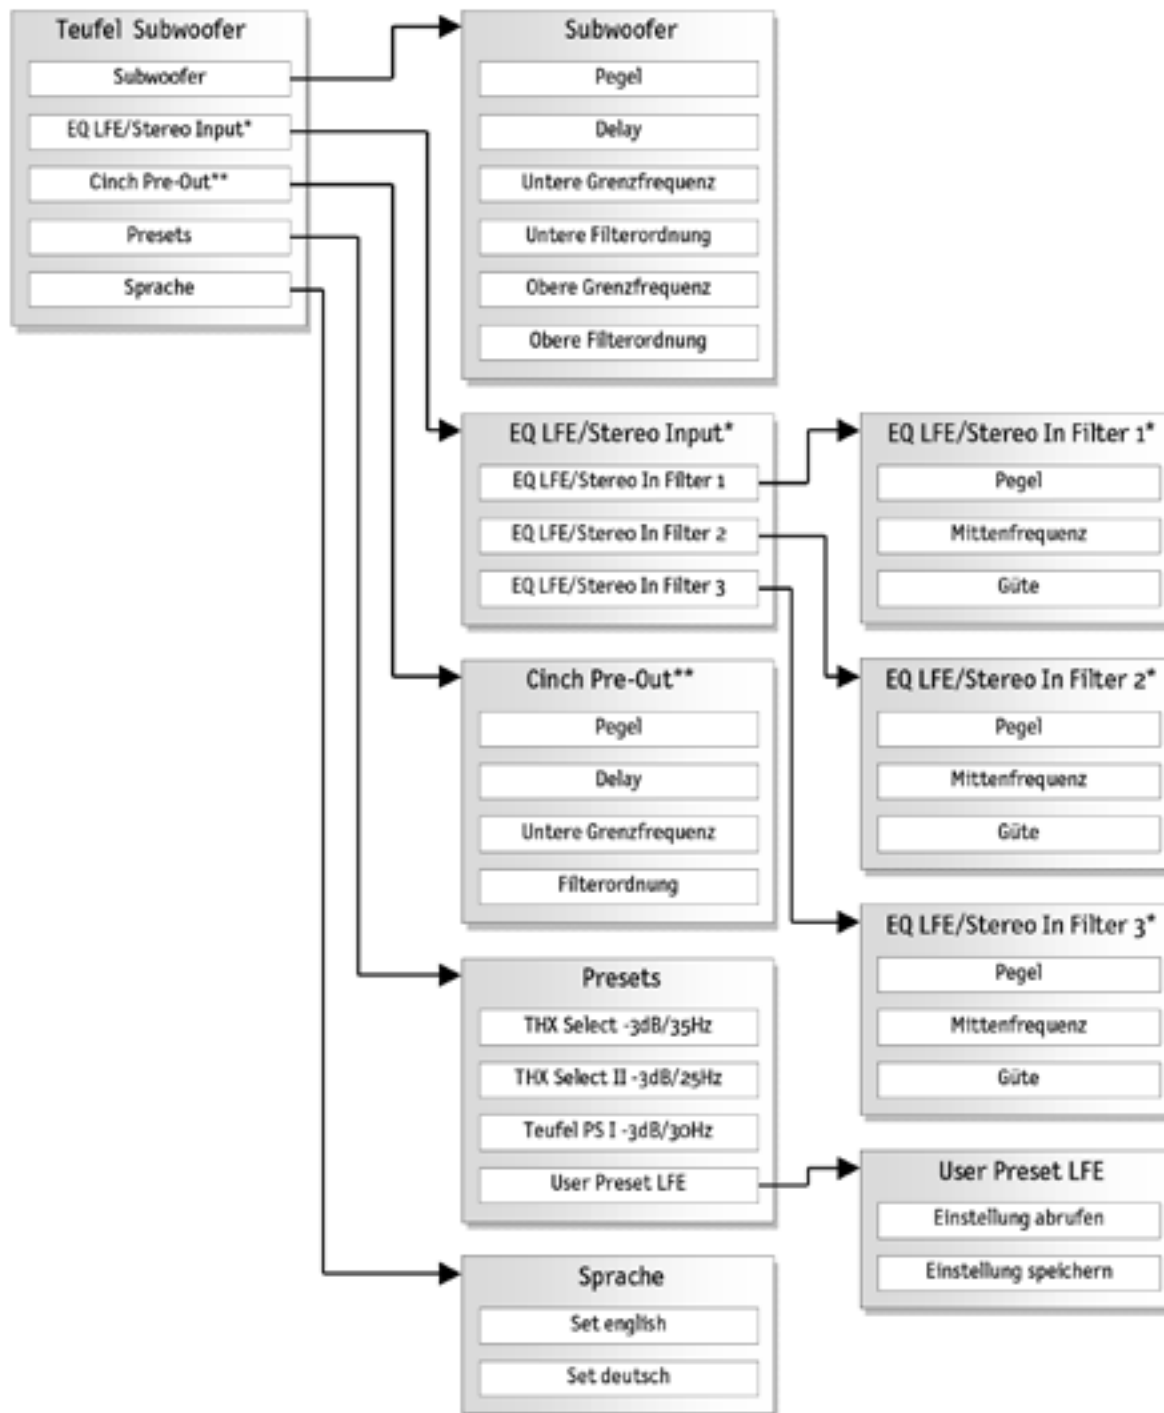 Teufel Subwoofer
Subwoofer
EQ LFE/Stereo Input*
Cinch Pre-Out**
Presets
Sprache
Subwoofer
Pegel
Delay
Untere Grenzfrequenz
Untere Filterordnung
Obere Grenzfrequenz
Obere Filterordnung
EQ LFE/Stereo Input*
EQ LFE/Stereo In Filter 1
EQ LFE/Stereo In Filter 2
EQ LFE/Stereo In Filter 3
Cinch Pre-Out**
Pegel
Delay
Untere Grenzfrequenz
Filterordnung
Presets
THX Select -3dB/35Hz
THX Select II -3dB/25Hz
Teufel PS I -3dB/30Hz
User Preset LFE
Sprache
Set english
Set deutsch
EQ LFE/Stereo In Filter 1*
Pegel
Mittenfrequenz
Güte
EQ LFE/Stereo In Filter 2*
Pegel
Mittenfrequenz
Güte
EQ LFE/Stereo In Filter 3*
Pegel
Mittenfrequenz
Güte
User Preset LFE
Einstellung abrufen
Einstellung speichern